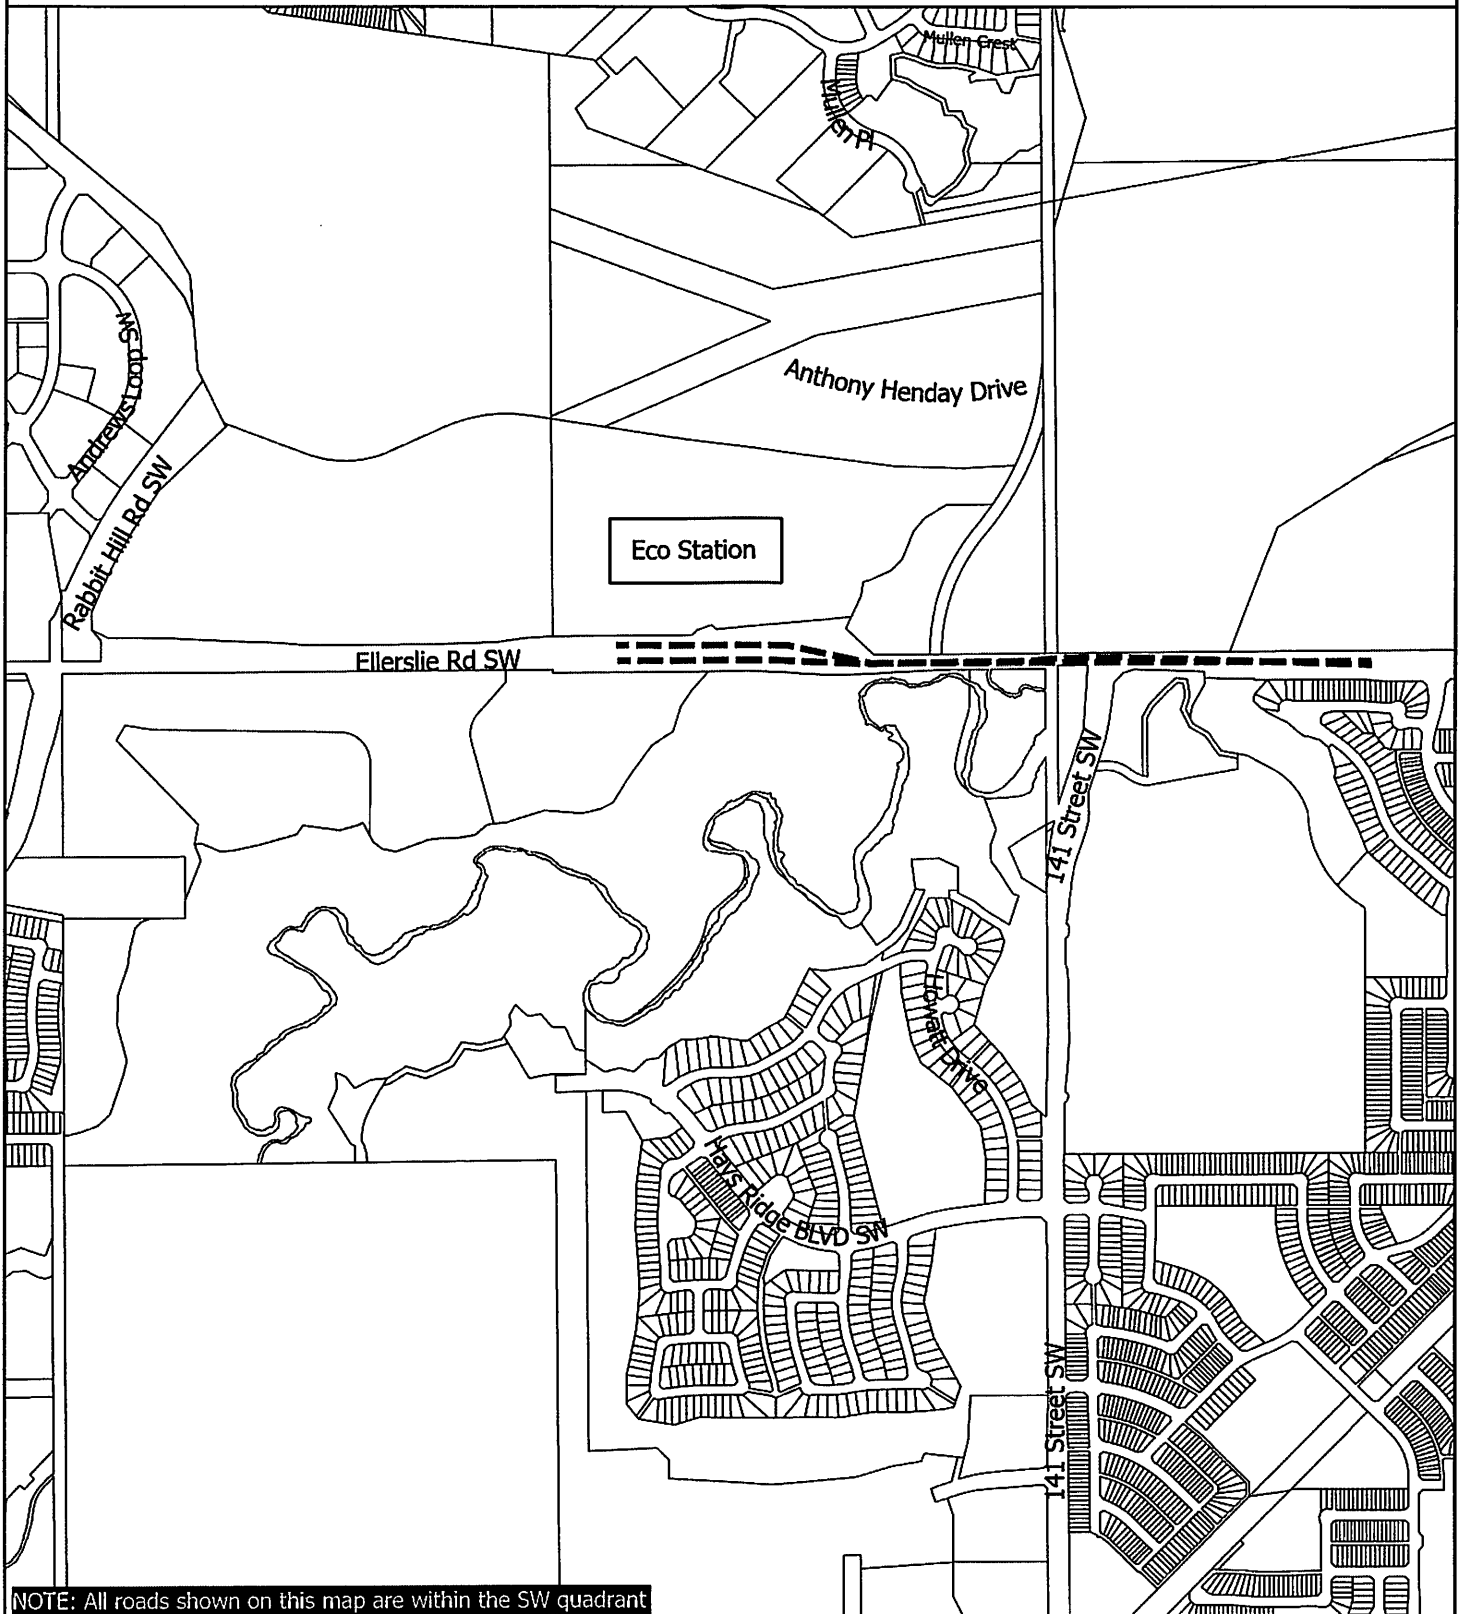 Mullen Crest
Mullen Pl
Andrews Loop SW
Anthony Henday Drive
Rabbit Hill Rd SW
Eco Station
Ellerslie Rd SW
141 Street SW
Howatt Drive
Hays Ridge BLVD SW
141 Street SW
NOTE: All roads shown on this map are within the SW quadrant